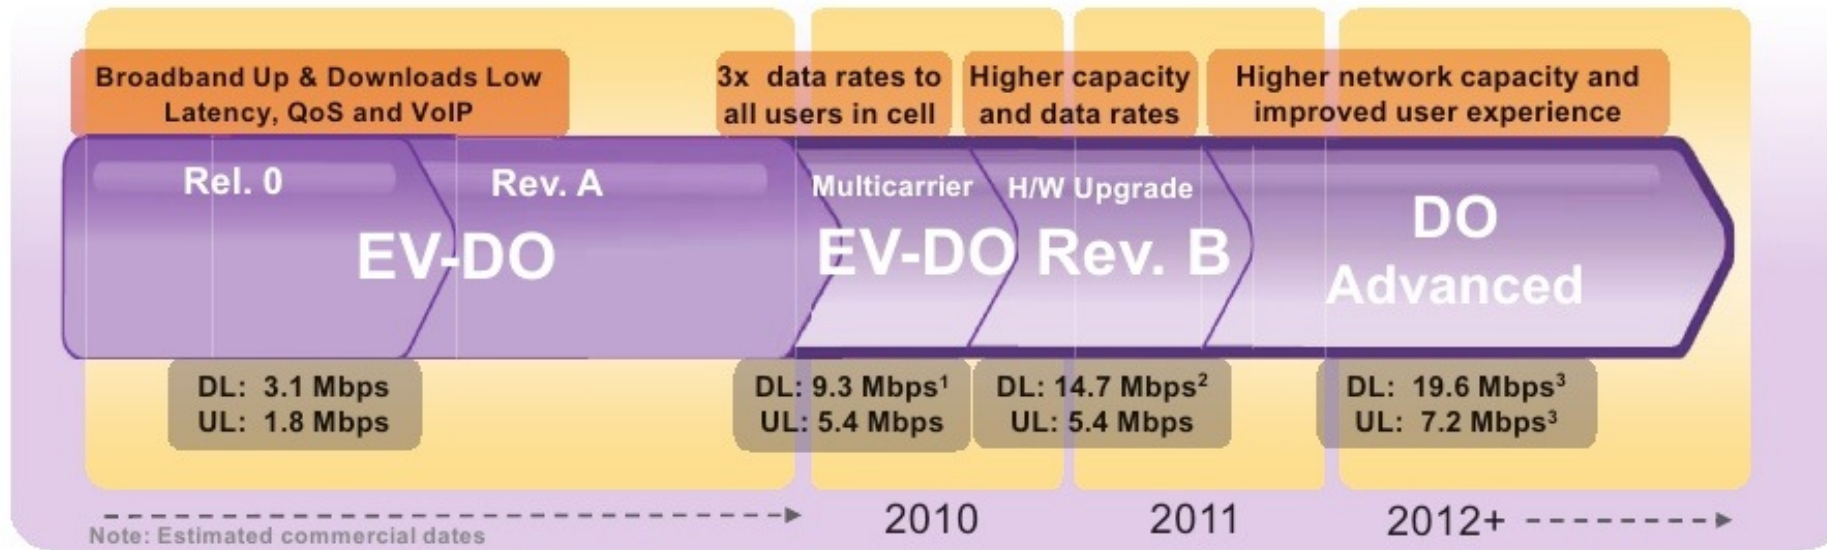 Broadband Up & Downloads Low
Latency, QoS and VoIP
3x data rates to
all users in cell
Higher capacity
and data rates
Higher network capacity and
improved user experience
Rel. 0
Rev. A
EV-DO
Multicarrier
H/W Upgrade
EV-DO Rev. B
DO
Advanced
DL: 3.1 Mbps
UL: 1.8 Mbps
DL: 9.3 Mbps¹
UL: 5.4 Mbps
DL: 14.7 Mbps²
UL: 5.4 Mbps
DL: 19.6 Mbps³
UL: 7.2 Mbps³
2010
2011
2012+
Note: Estimated commercial dates